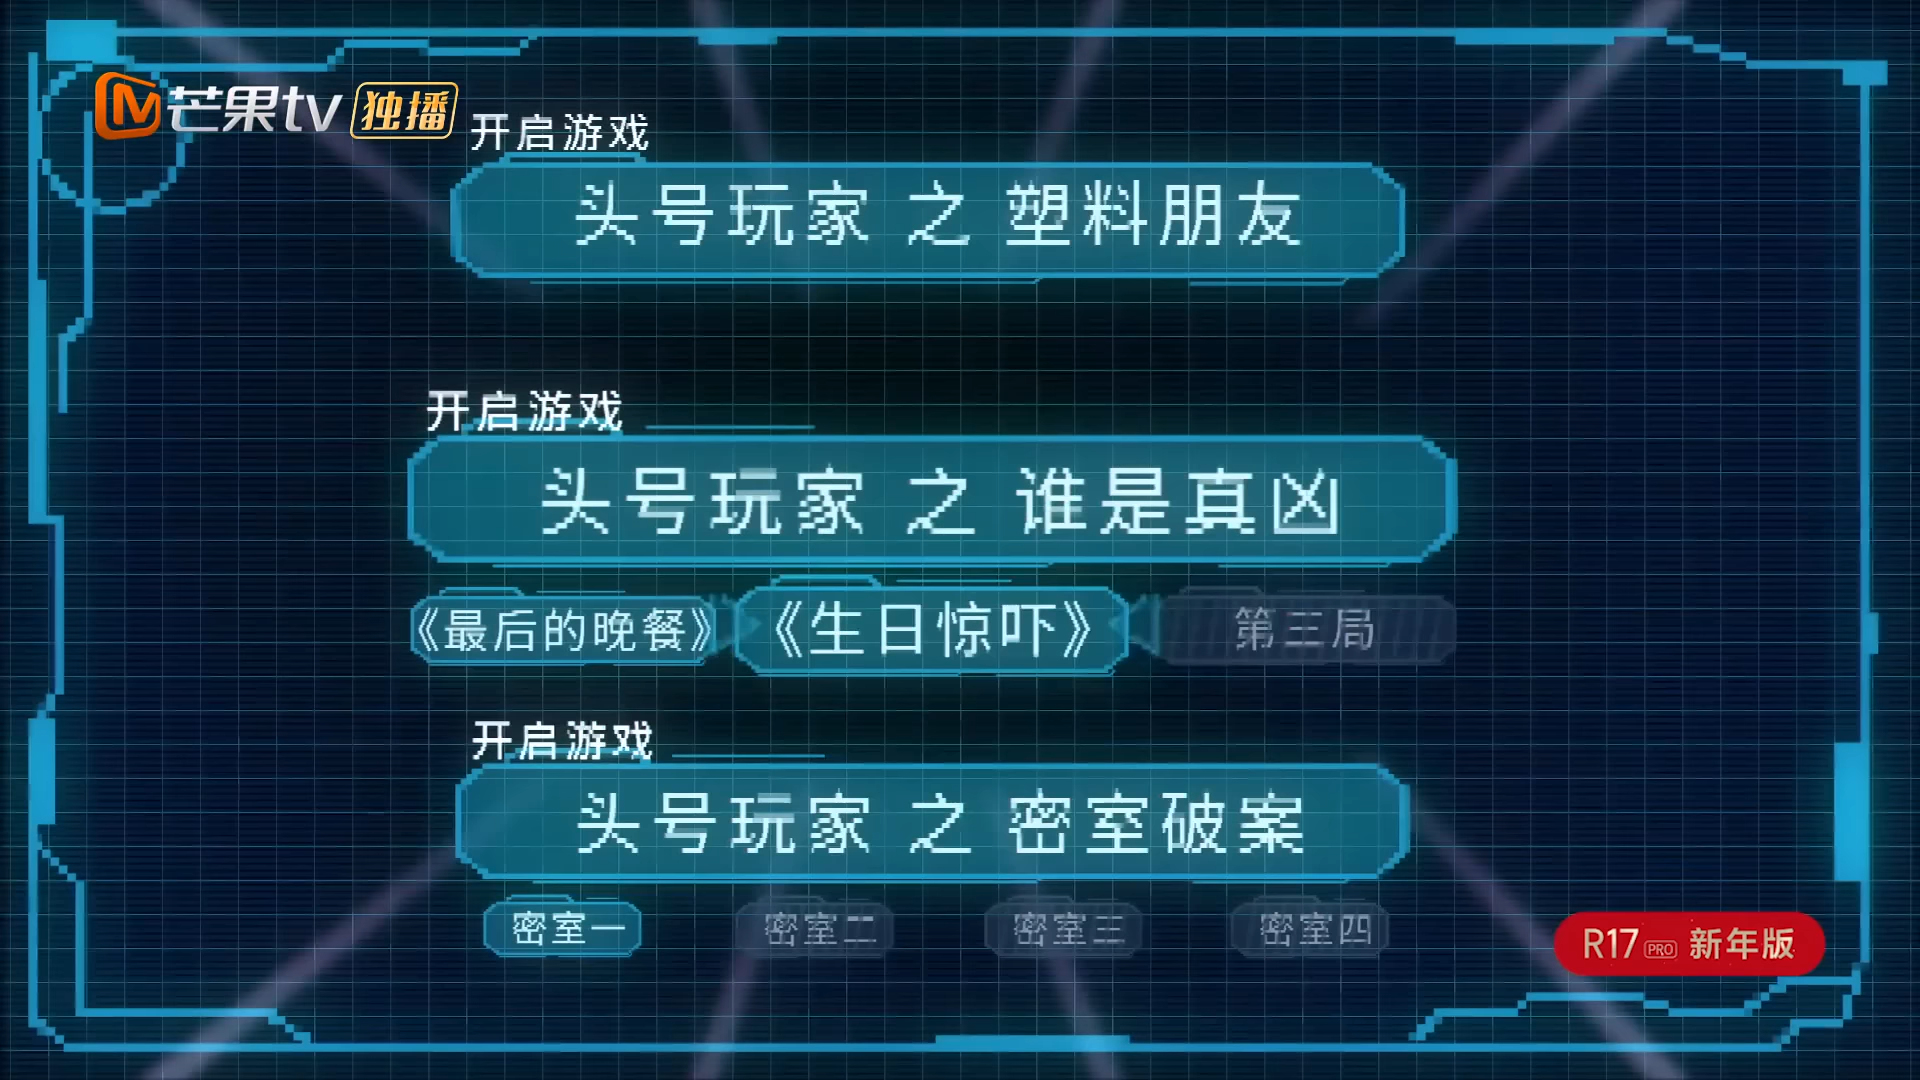 芒果tv 独播
开启游戏
头号玩家 之 塑料朋友
开启游戏
头号玩家 之 谁是真凶
《最后的晚餐》 《生日惊吓》 第三局
开启游戏
头号玩家 之 密室破案
密室一 密室二 密室三 密室四
R17 PRO 新年版